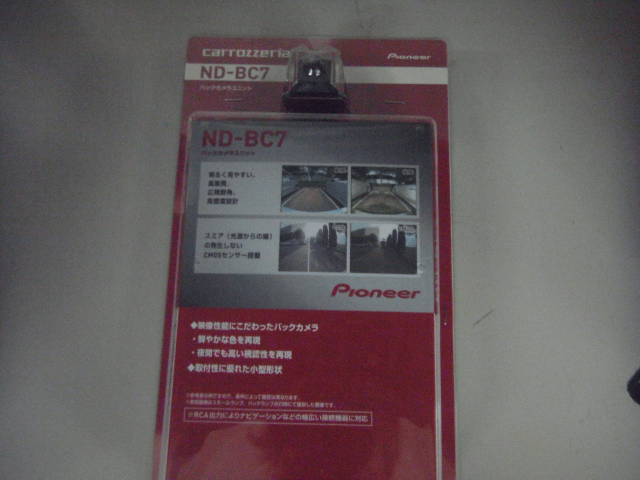 carrozzeria
Pioneer
ND-BC7
バックカメラユニット
ND-BC7
バックカメラユニット
明るく見やすい、
高画質、
広視野角、
高感度設計
スミア（光源からの線）
の発生しない
CMOSセンサー搭載
Pioneer
◆映像性能にこだわったバックカメラ
・鮮やかな色を再現
・夜間でも高い視認性を再現
◆取付性に優れた小型形状
※RCA出力によりナビゲーションなどの幅広い接続機器に対応